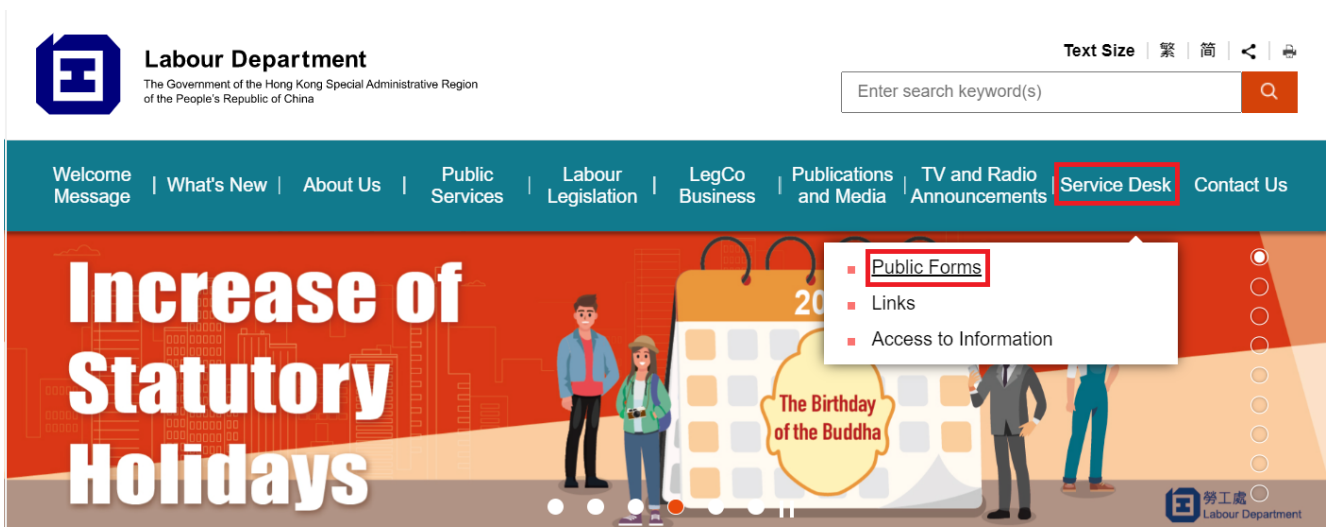 Labour Department
The Government of the Hong Kong Special Administrative Region
of the People's Republic of China
Text Size | 繁 | 简 |
Enter search keyword(s)
Welcome
Message
What's New
About Us
Public
Services
Labour
Legislation
LegCo
Business
Publications
and Media
TV and Radio
Announcements
Service Desk
Contact Us
Public Forms
Links
Access to Information
Increase of
Statutory
Holidays
20
The Birthday
of the Buddha
勞工處
Labour Department